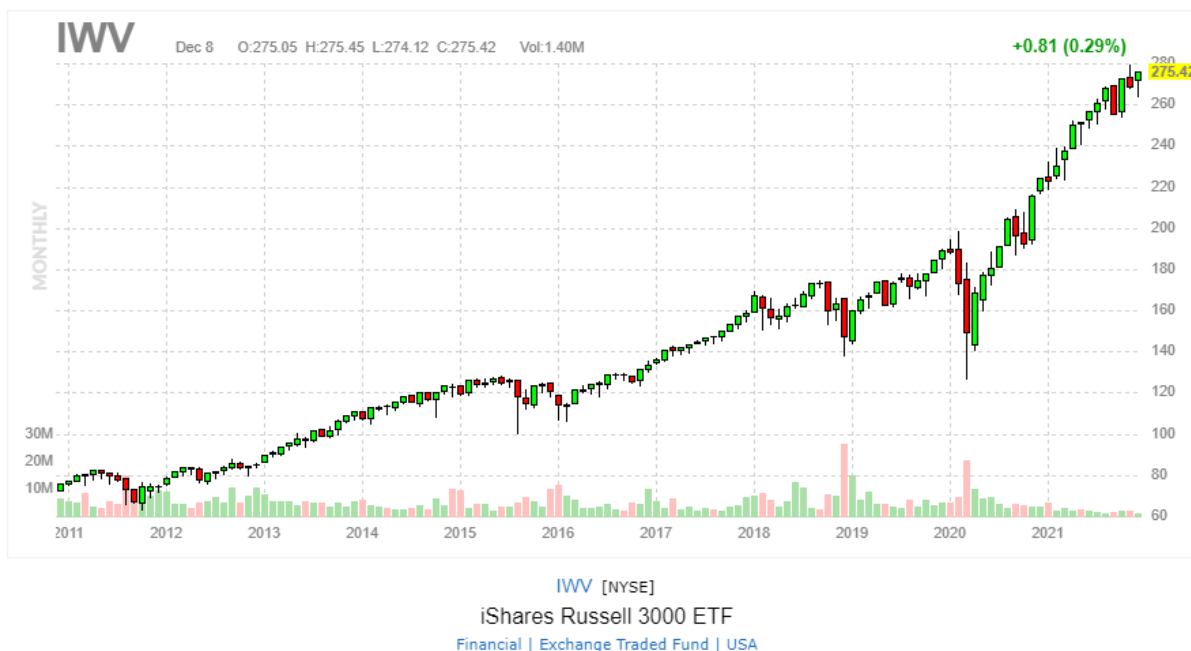 IWV Dec 8 O:275.05 H:275.45 L:274.12 C:275.42 Vol:1.40M +0.81 (0.29%)
280
275.42
260
240
220
200
180
160
140
120
100
80
60
MONTHLY
30M
20M
10M
2011 2012 2013 2014 2015 2016 2017 2018 2019 2020 2021
IWV [NYSE]
iShares Russell 3000 ETF
Financial | Exchange Traded Fund | USA